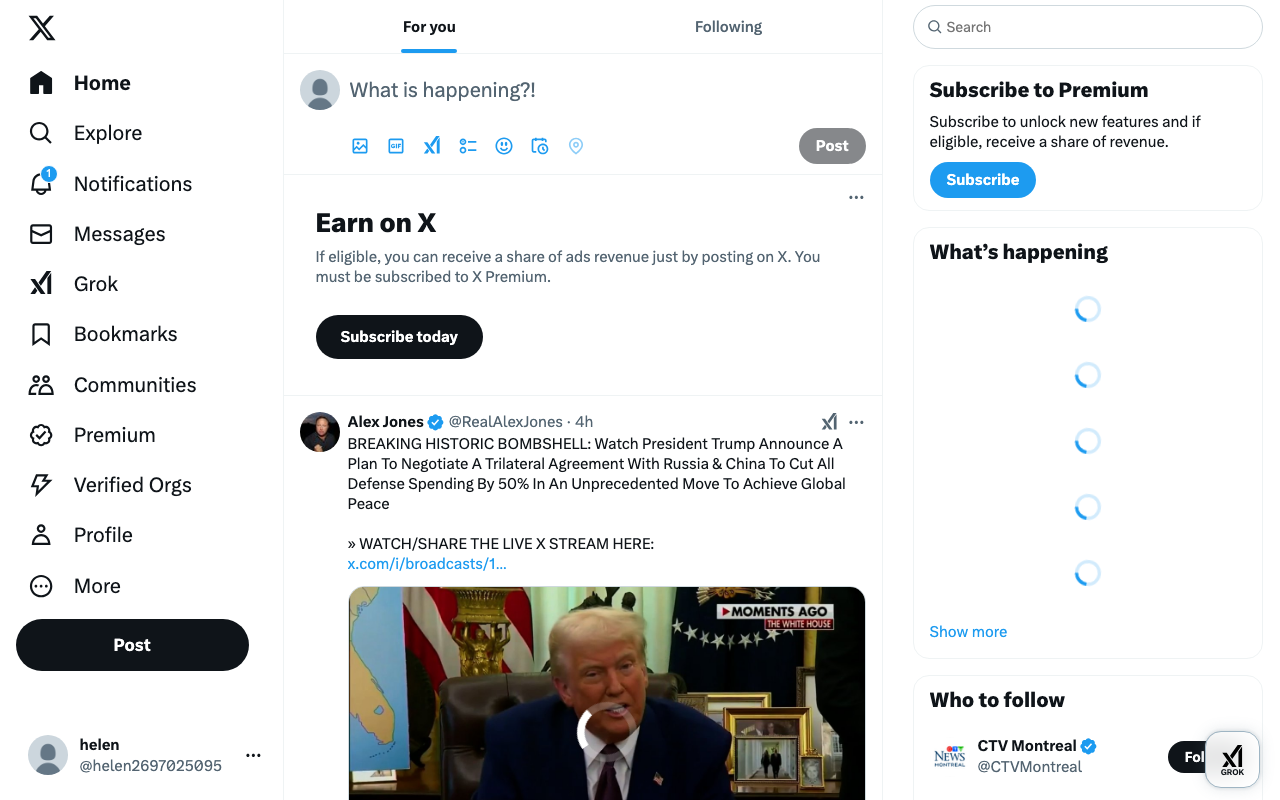 Home
Explore
1
Notifications
Messages
Grok
Bookmarks
Communities
Premium
Verified Orgs
Profile
More
Post
helen
@helen2697025095
For you
Following
What is happening?!
GIF
Post
Earn on X
If eligible, you can receive a share of ads revenue just by posting on X. You
must be subscribed to X Premium.
Subscribe today
Alex Jones @RealAlexJones · 4h
BREAKING HISTORIC BOMBSHELL: Watch President Trump Announce A
Plan To Negotiate A Trilateral Agreement With Russia & China To Cut All
Defense Spending By 50% In An Unprecedented Move To Achieve Global
Peace
» WATCH/SHARE THE LIVE X STREAM HERE:
x.com/i/broadcasts/1…
MOMENTS AGO
THE WHITE HOUSE
Search
Subscribe to Premium
Subscribe to unlock new features and if
eligible, receive a share of revenue.
Subscribe
What’s happening
Show more
Who to follow
CTV NEWS MONTREAL
CTV Montreal
@CTVMontreal
Fol
GROK